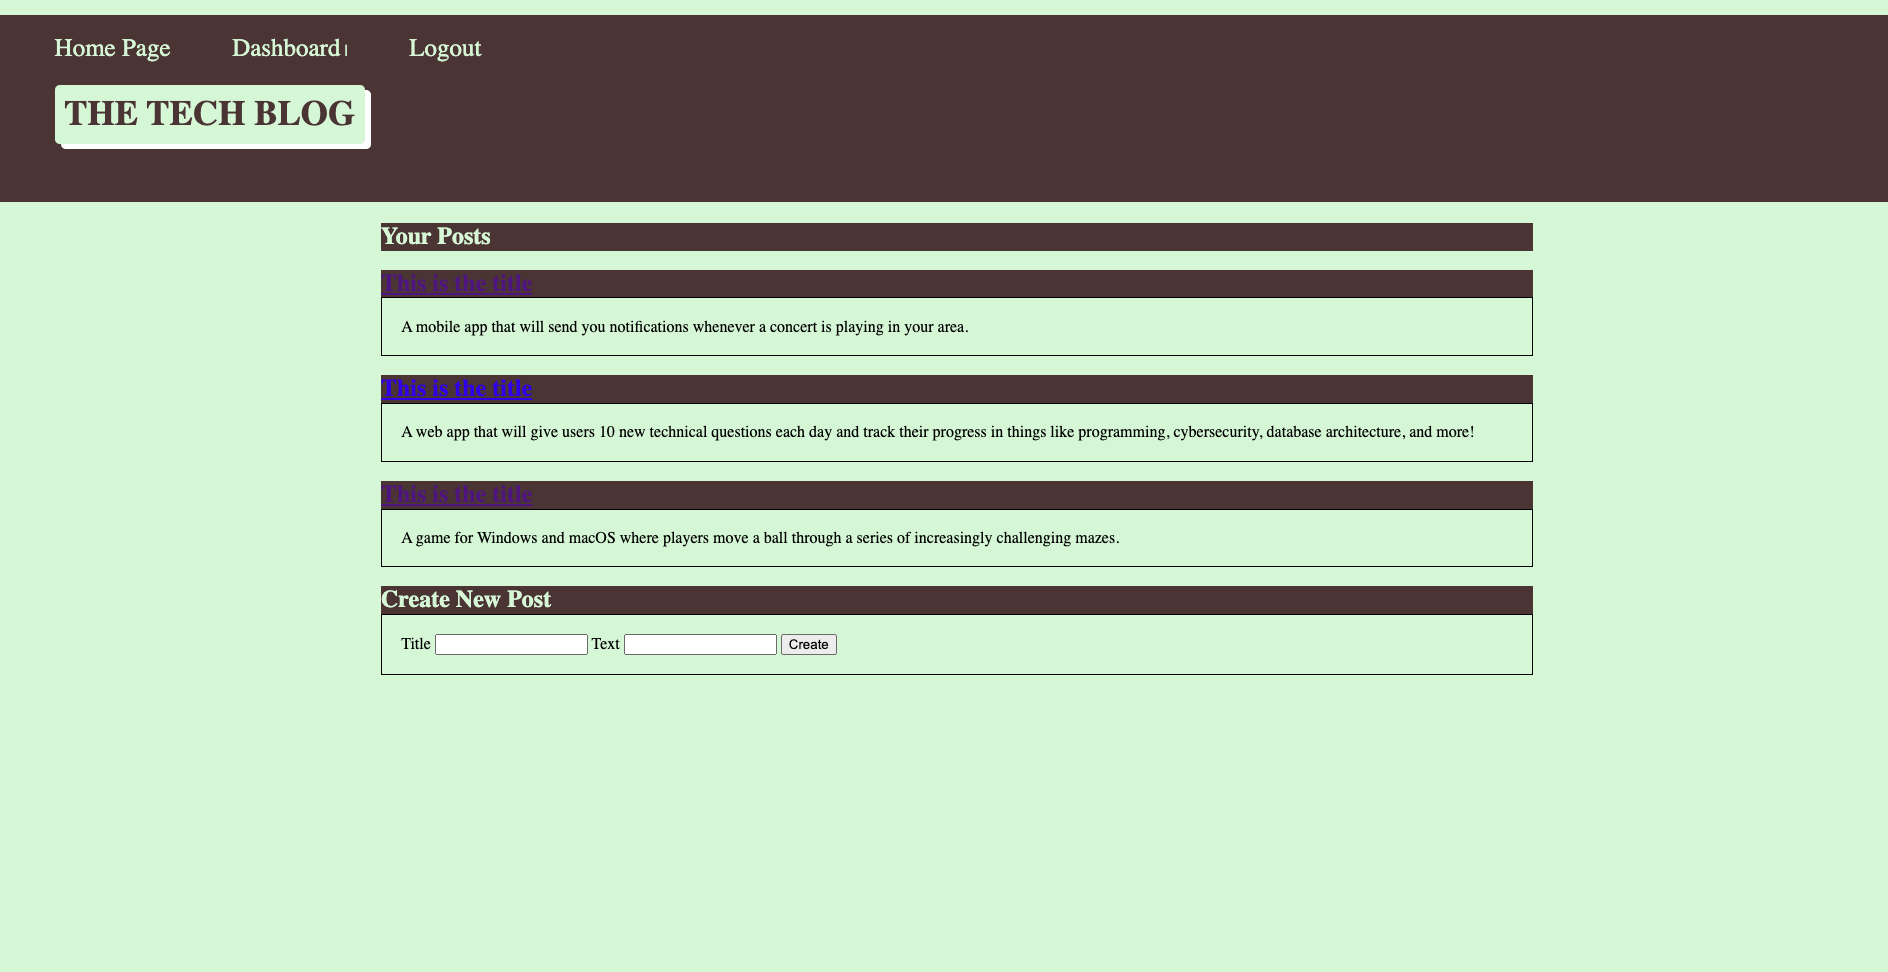 Home Page Dashboard Logout
THE TECH BLOG
Your Posts
This is the title
A mobile app that will send you notifications whenever a concert is playing in your area.
This is the title
A web app that will give users 10 new technical questions each day and track their progress in things like programming, cybersecurity, database architecture, and more!
This is the title
A game for Windows and macOS where players move a ball through a series of increasingly challenging mazes.
Create New Post
Title Text Create